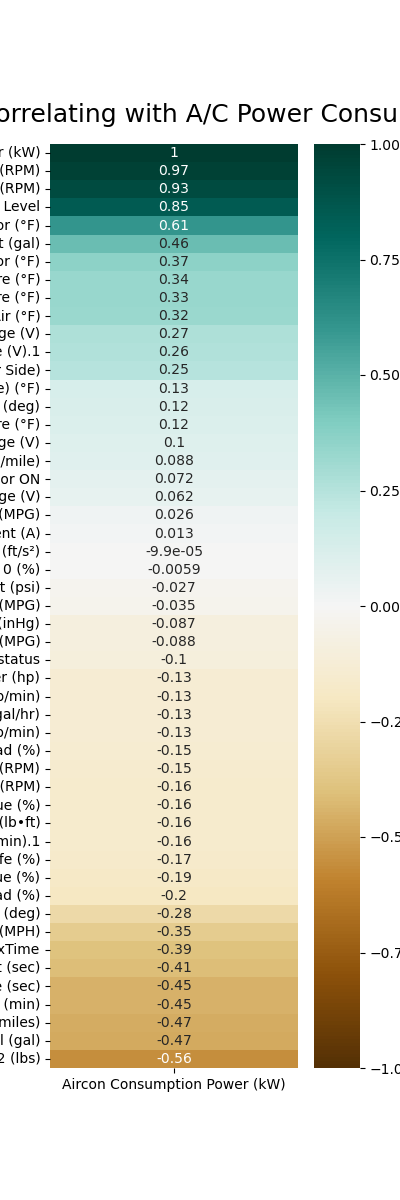 orrelating with A/C Power Consu
r (kW) 1
(RPM) 0.97
(RPM) 0.93
Level 0.85
or (°F) 0.61
t (gal) 0.46
or (°F) 0.37
re (°F) 0.34
re (°F) 0.33
ir (°F) 0.32
ge (V) 0.27
e (V).1 0.26
Side) 0.25
e) (°F) 0.13
(deg) 0.12
re (°F) 0.12
ge (V) 0.1
/mile) 0.088
or ON 0.072
ge (V) 0.062
(MPG) 0.026
ent (A) 0.013
(ft/s²) -9.9e-05
0 (%) -0.0059
t (psi) -0.027
(MPG) -0.035
(inHg) -0.087
(MPG) -0.088
status -0.1
er (hp) -0.13
b/min) -0.13
gal/hr) -0.13
b/min) -0.13
ad (%) -0.15
(RPM) -0.15
(RPM) -0.16
ue (%) -0.16
(lb•ft) -0.16
min).1 -0.16
fe (%) -0.17
ue (%) -0.19
ad (%) -0.2
(deg) -0.28
(MPH) -0.35
xTime -0.39
t (sec) -0.41
e (sec) -0.45
(min) -0.45
miles) -0.47
l (gal) -0.47
2 (lbs) -0.56
Aircon Consumption Power (kW)
1.00
0.75
0.50
0.25
0.00
−0.2
−0.5
−0.7
−1.0